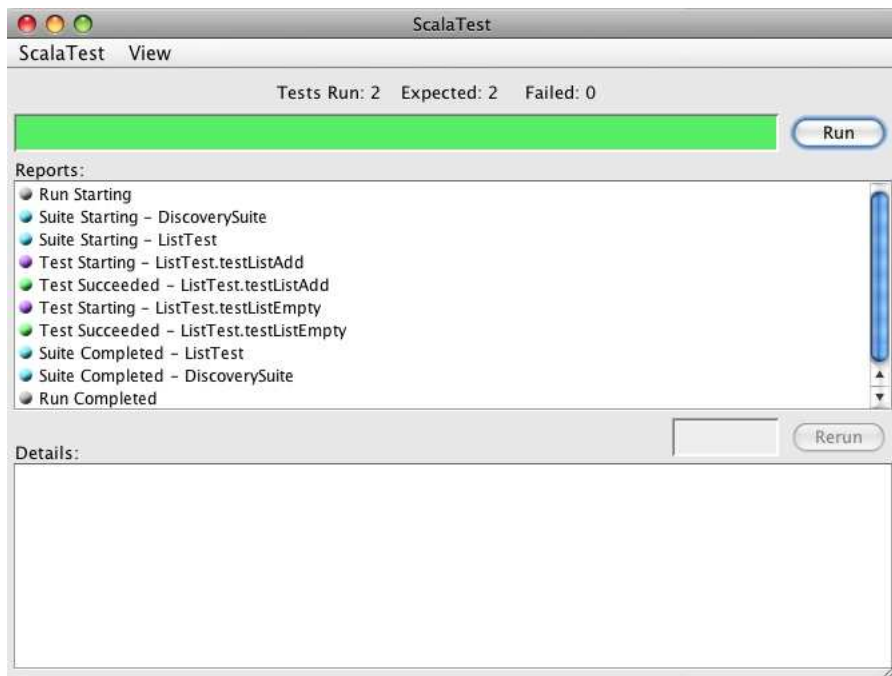 ScalaTest
ScalaTest View
Tests Run: 2 Expected: 2 Failed: 0
Run
Reports:
Run Starting
Suite Starting - DiscoverySuite
Suite Starting - ListTest
Test Starting - ListTest.testListAdd
Test Succeeded - ListTest.testListAdd
Test Starting - ListTest.testListEmpty
Test Succeeded - ListTest.testListEmpty
Suite Completed - ListTest
Suite Completed - DiscoverySuite
Run Completed
Rerun
Details: